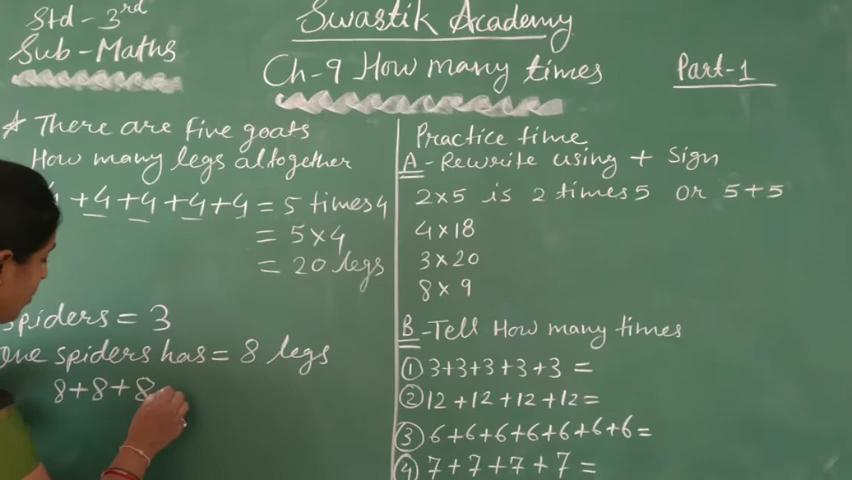 Std - 3rd
Sub - Maths
Swastik Academy
Ch-9 How many times
Part-1
There are five goats
How many legs altogether
4 + 4 + 4 + 4 + 4 = 5 times 4
= 5 × 4
= 20 legs
spiders = 3
One spiders has = 8 legs
8 + 8 + 8
Practice time
A - Rewrite using + Sign
2 × 5 is 2 times 5 or 5 + 5
4 × 18
3 × 20
8 × 9
B - Tell How many times
① 3+3+3+3+3 =
② 12 + 12 + 12 + 12 =
③ 6+6+6+6+6+6+6 =
④ 7 + 7 + 7 + 7 =